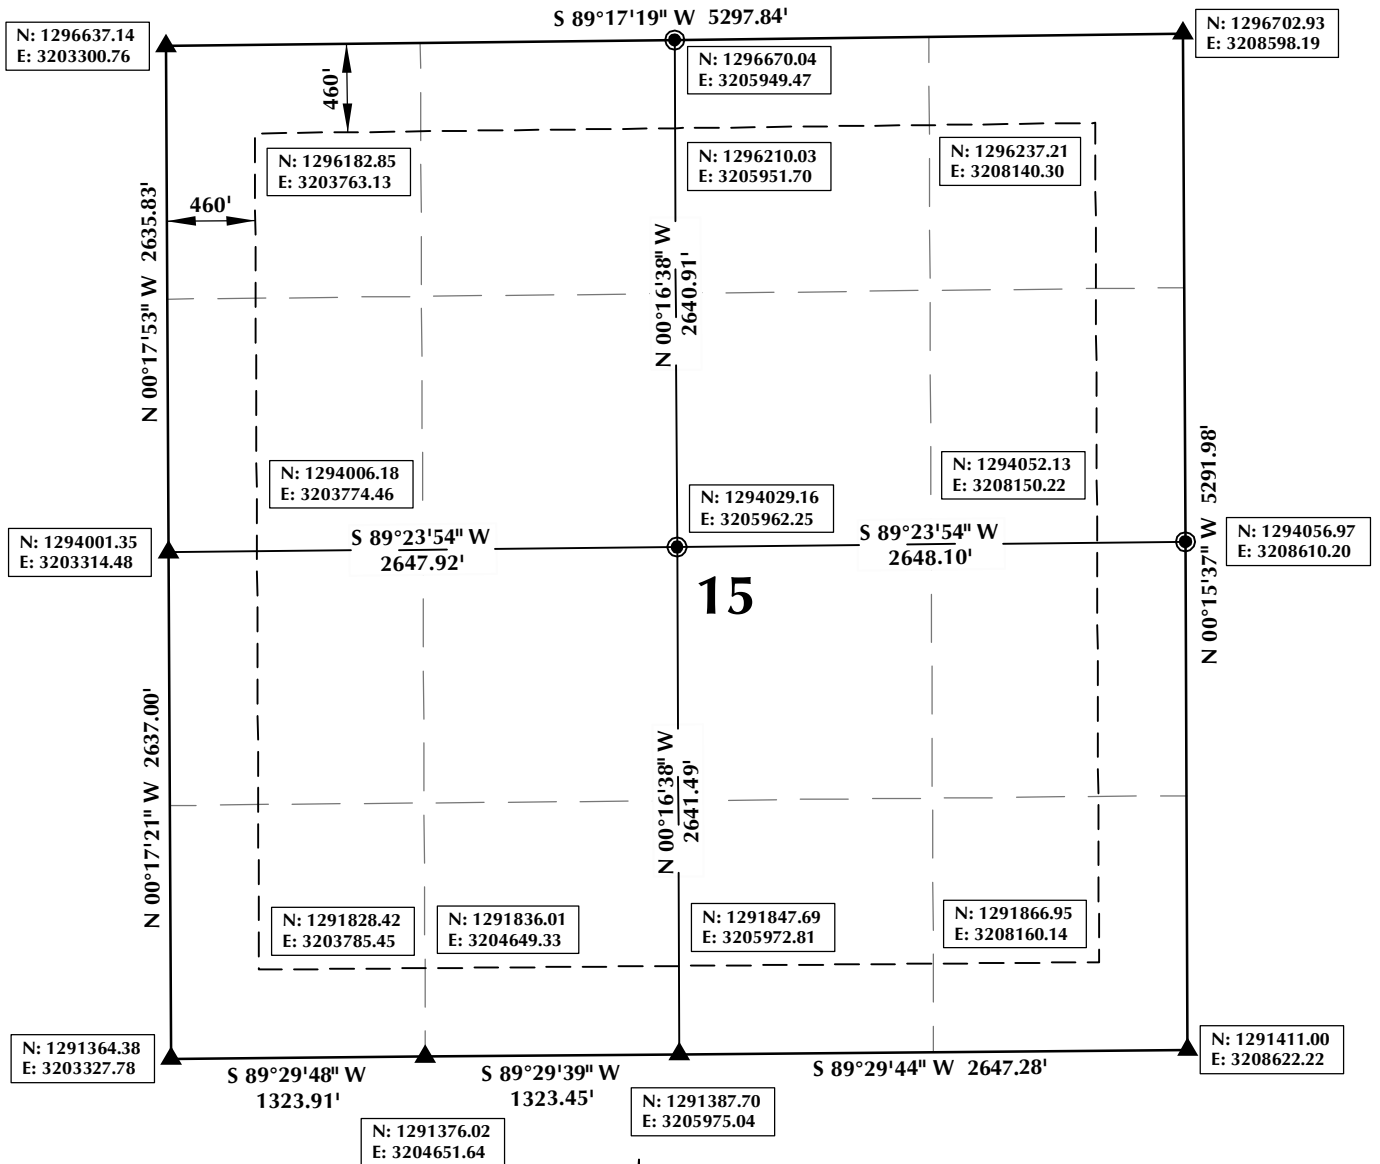 S 89°17'19" W 5297.84'
N: 1296637.14
E: 3203300.76
N: 1296702.93
E: 3208598.19
N: 1296670.04
E: 3205949.47
460'
N: 1296182.85
E: 3203763.13
N: 1296210.03
E: 3205951.70
N: 1296237.21
E: 3208140.30
460'
N 00°17'53" W 2635.83'
N 00°16'38" W
2640.91'
N: 1294006.18
E: 3203774.46
N: 1294029.16
E: 3205962.25
N: 1294052.13
E: 3208150.22
N: 1294001.35
E: 3203314.48
S 89°23'54" W
2647.92'
S 89°23'54" W
2648.10'
N: 1294056.97
E: 3208610.20
15
N 00°15'37" W 5291.98'
N 00°17'21" W 2637.00'
N 00°16'38" W
2641.49'
N: 1291828.42
E: 3203785.45
N: 1291836.01
E: 3204649.33
N: 1291847.69
E: 3205972.81
N: 1291866.95
E: 3208160.14
N: 1291364.38
E: 3203327.78
N: 1291411.00
E: 3208622.22
S 89°29'48" W
1323.91'
S 89°29'39" W
1323.45'
S 89°29'44" W 2647.28'
N: 1291387.70
E: 3205975.04
N: 1291376.02
E: 3204651.64